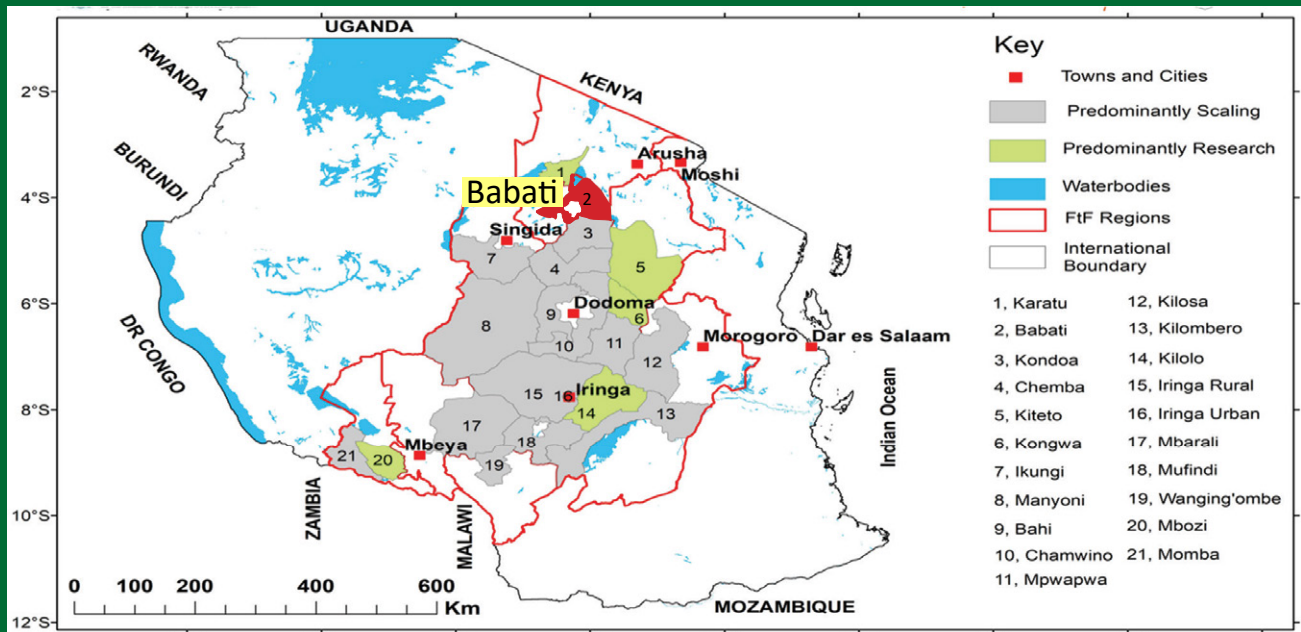 UGANDA
RWANDA
KENYA
BURUNDI
DR CONGO
ZAMBIA
MALAWI
MOZAMBIQUE
Indian Ocean
2°S
4°S
6°S
8°S
10°S
12°S
Arusha
Moshi
Babati
Singida
Dodoma
Morogoro
Dar es Salaam
Iringa
Mbeya
1
2
3
4
5
6
7
8
9
10
11
12
13
14
15
16
17
18
19
20
21
0 100 200 400 600
Km
Key
Towns and Cities
Predominantly Scaling
Predominantly Research
Waterbodies
FtF Regions
International
Boundary
1, Karatu
2, Babati
3, Kondoa
4, Chemba
5, Kiteto
6, Kongwa
7, Ikungi
8, Manyoni
9, Bahi
10, Chamwino
11, Mpwapwa
12, Kilosa
13, Kilombero
14, Kilolo
15, Iringa Rural
16, Iringa Urban
17, Mbarali
18, Mufindi
19, Wanging'ombe
20, Mbozi
21, Momba